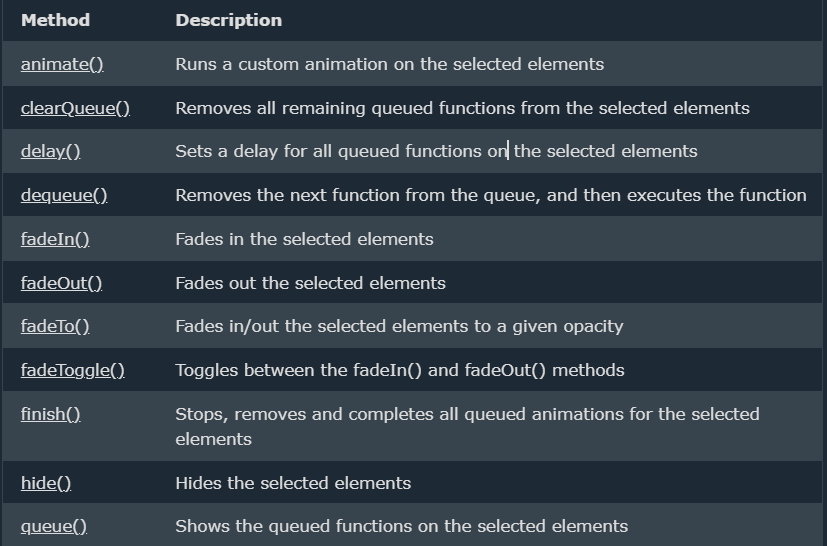 Method Description
animate() Runs a custom animation on the selected elements
clearQueue() Removes all remaining queued functions from the selected elements
delay() Sets a delay for all queued functions on the selected elements
dequeue() Removes the next function from the queue, and then executes the function
fadeIn() Fades in the selected elements
fadeOut() Fades out the selected elements
fadeTo() Fades in/out the selected elements to a given opacity
fadeToggle() Toggles between the fadeIn() and fadeOut() methods
finish() Stops, removes and completes all queued animations for the selected
elements
hide() Hides the selected elements
queue() Shows the queued functions on the selected elements